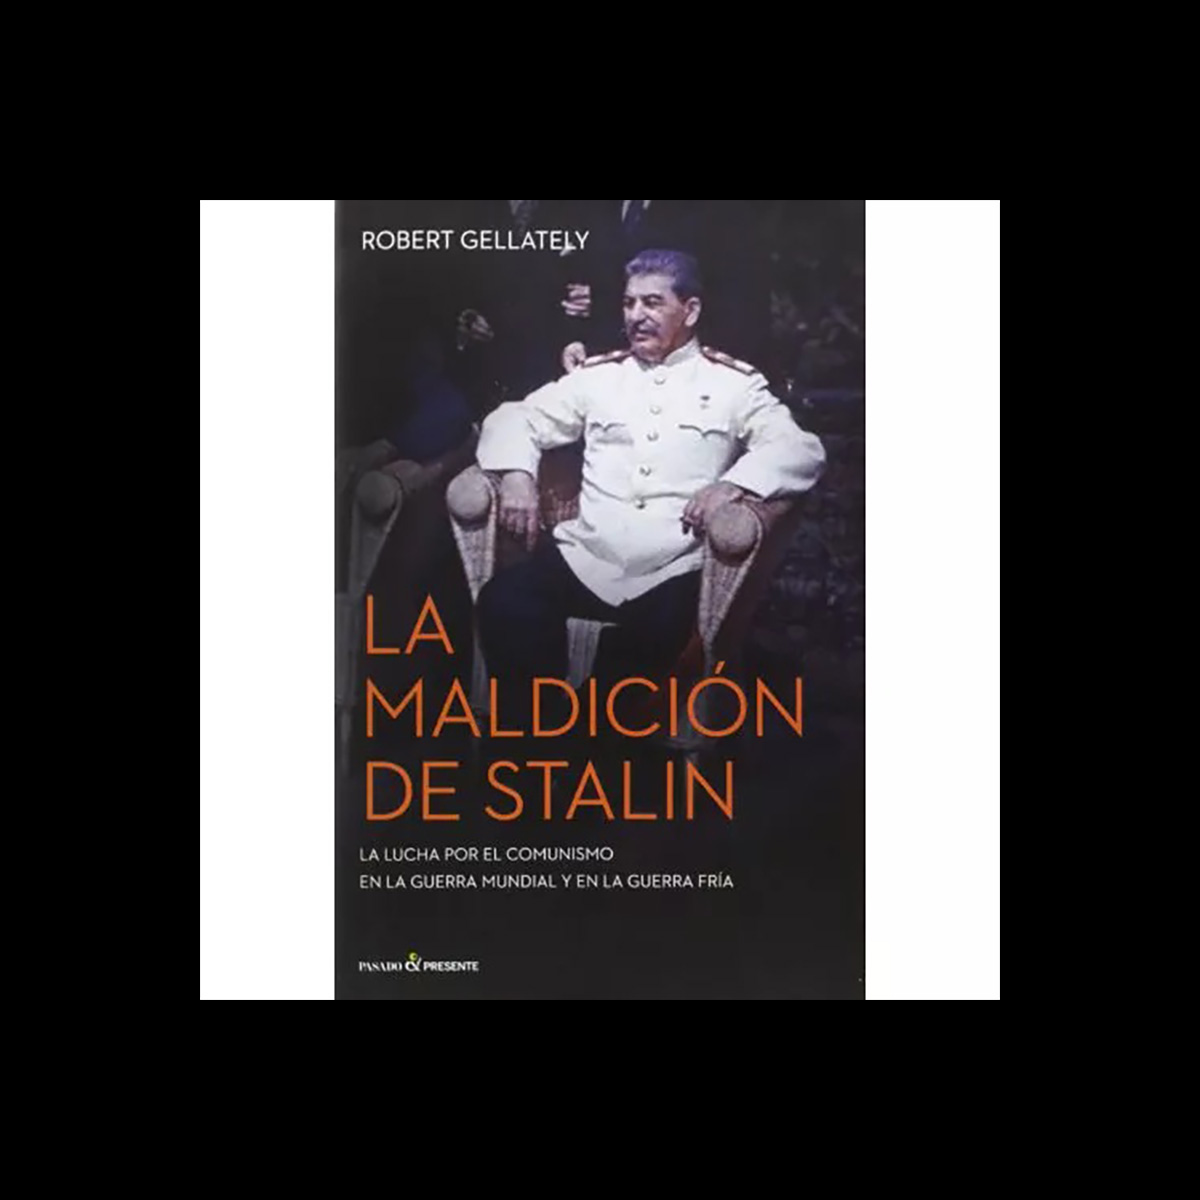 ROBERT GELLATELY
LA
MALDICIÓN
DE STALIN
LA LUCHA POR EL COMUNISMO
EN LA GUERRA MUNDIAL Y EN LA GUERRA FRÍA
PASADO & PRESENTE